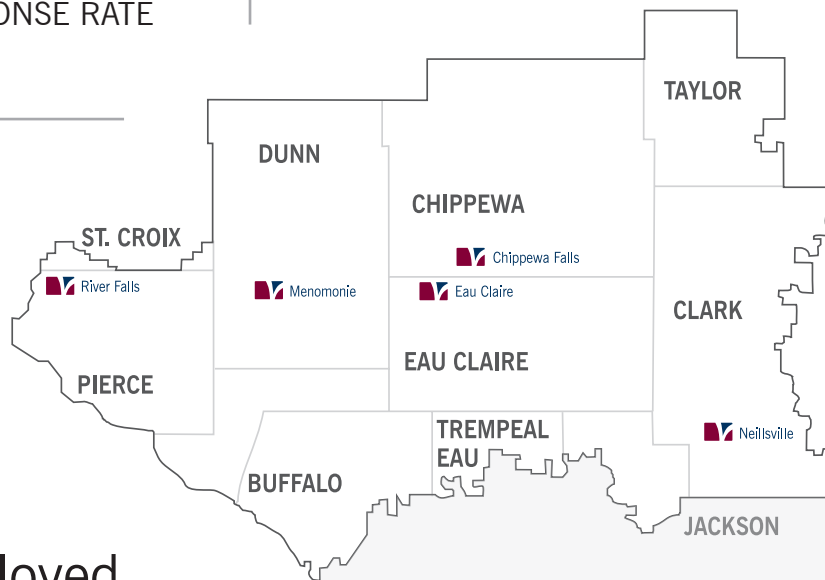 ONSE RATE
TAYLOR
DUNN
CHIPPEWA
ST. CROIX
Chippewa Falls
River Falls
Menomonie
Eau Claire
CLARK
EAU CLAIRE
PIERCE
TREMPEAL
EAU
Neillsville
BUFFALO
JACKSON
loyed